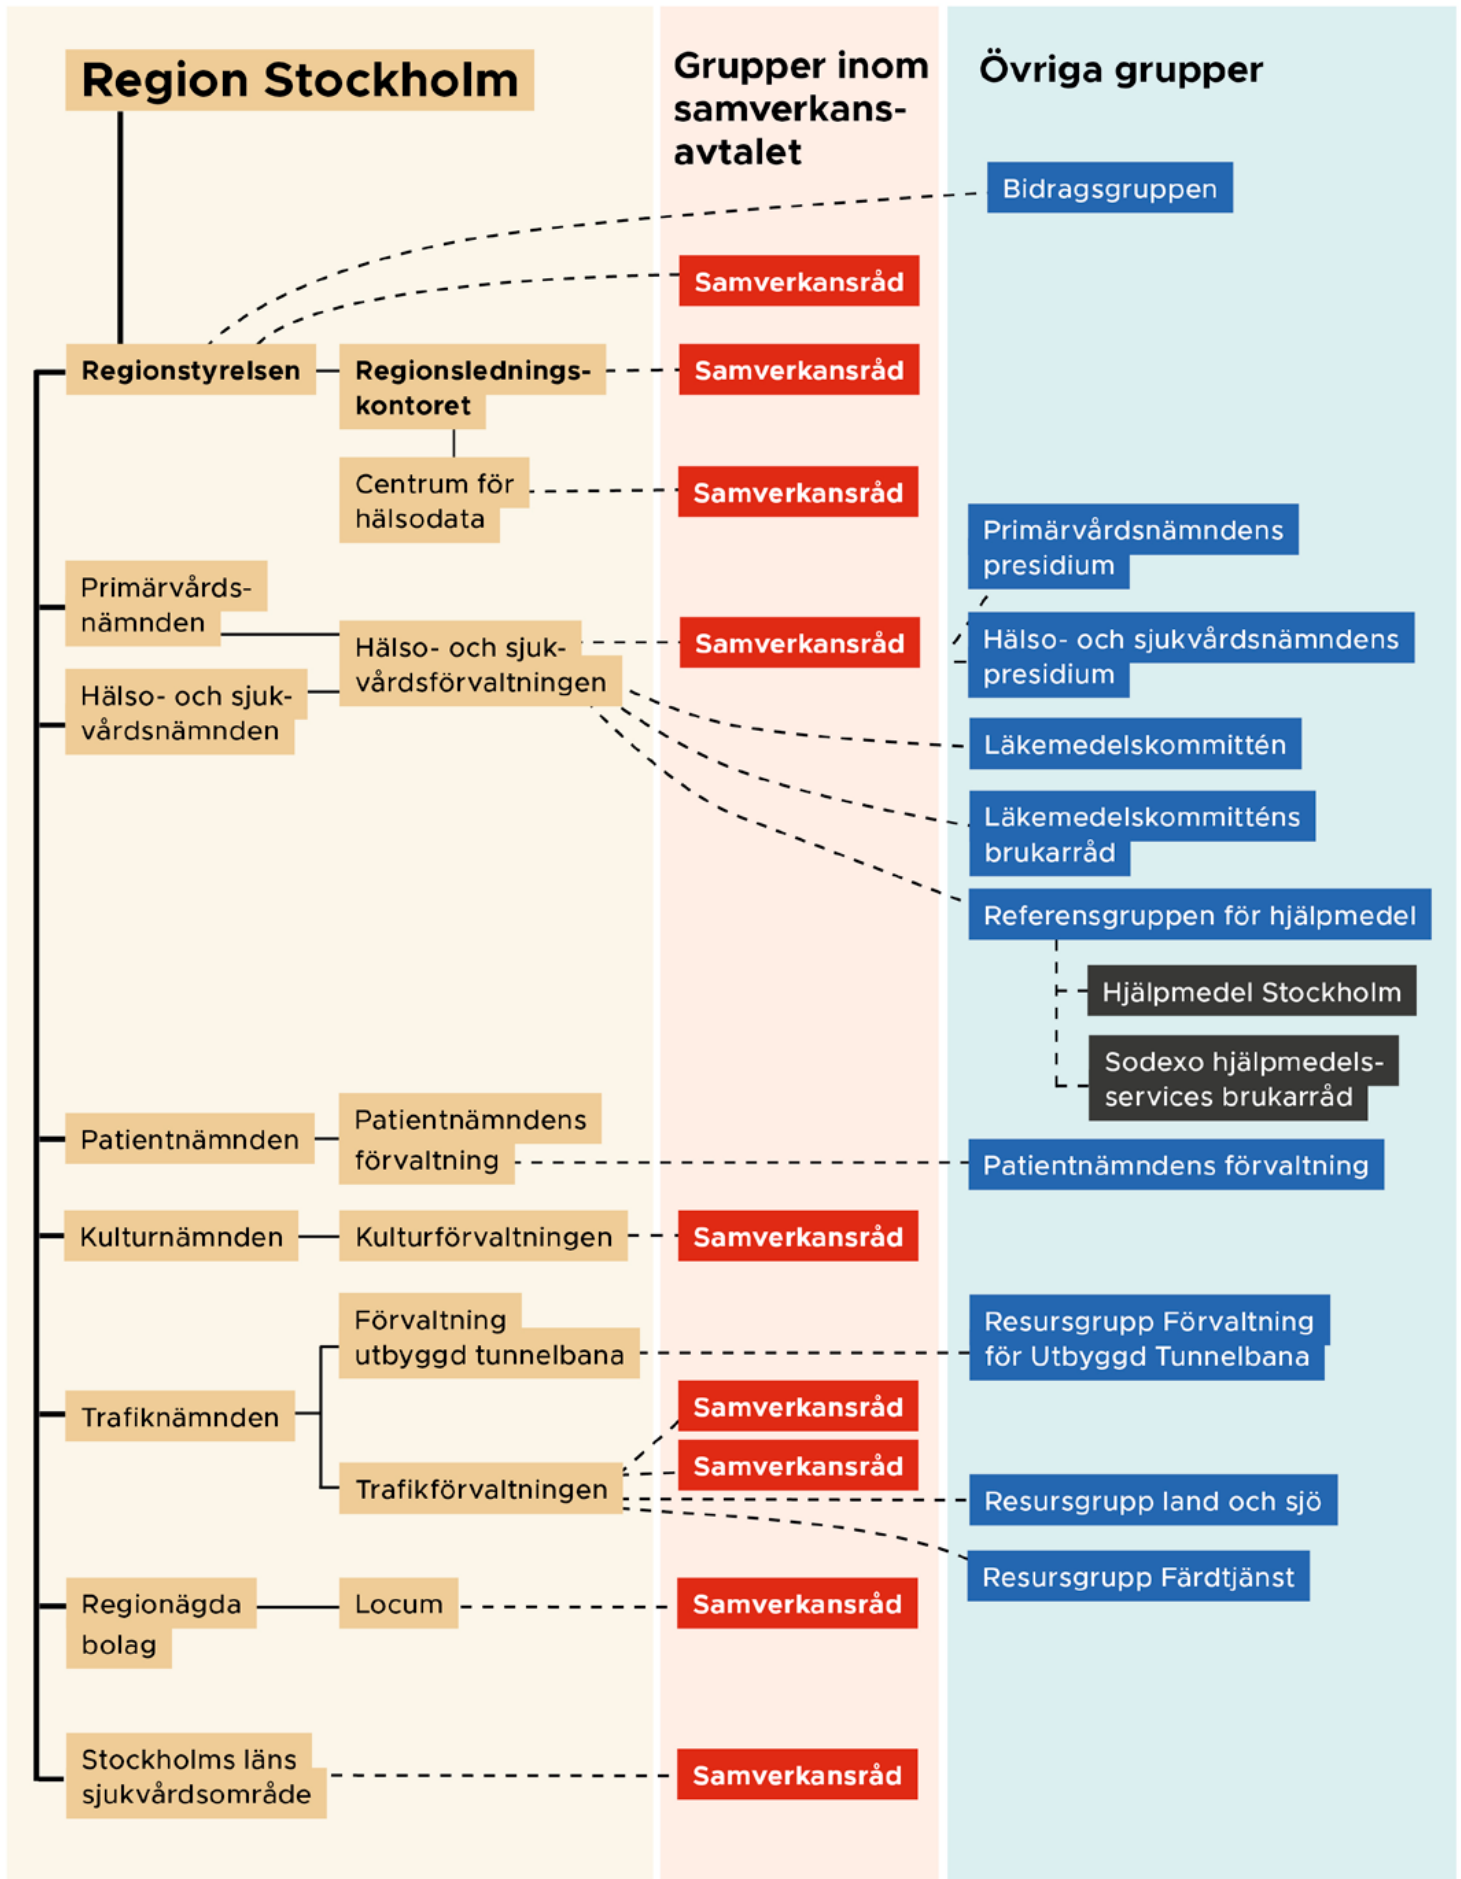 Region Stockholm
Grupper inom
samverkans-
avtalet
Övriga grupper
Bidragsgruppen
Samverkansråd
Regionstyrelsen
Regionslednings-
kontoret
Samverkansråd
Centrum för
hälsodata
Samverkansråd
Primärvårdsnämndens
presidium
Primärvårds-
nämnden
Hälso- och sjuk-
vårdsförvaltningen
Samverkansråd
Hälso- och sjukvårdsnämndens
presidium
Hälso- och sjuk-
vårdsnämnden
Läkemedelskommittén
Läkemedelskommitténs
brukarråd
Referensgruppen för hjälpmedel
Hjälpmedel Stockholm
Sodexo hjälpmedels-
services brukarråd
Patientnämnden
Patientnämndens
förvaltning
Patientnämndens förvaltning
Kulturnämnden
Kulturförvaltningen
Samverkansråd
Förvaltning
utbyggd tunnelbana
Resursgrupp Förvaltning
för Utbyggd Tunnelbana
Trafiknämnden
Samverkansråd
Samverkansråd
Trafikförvaltningen
Resursgrupp land och sjö
Resursgrupp Färdtjänst
Regionägda
bolag
Locum
Samverkansråd
Stockholms läns
sjukvårdsområde
Samverkansråd